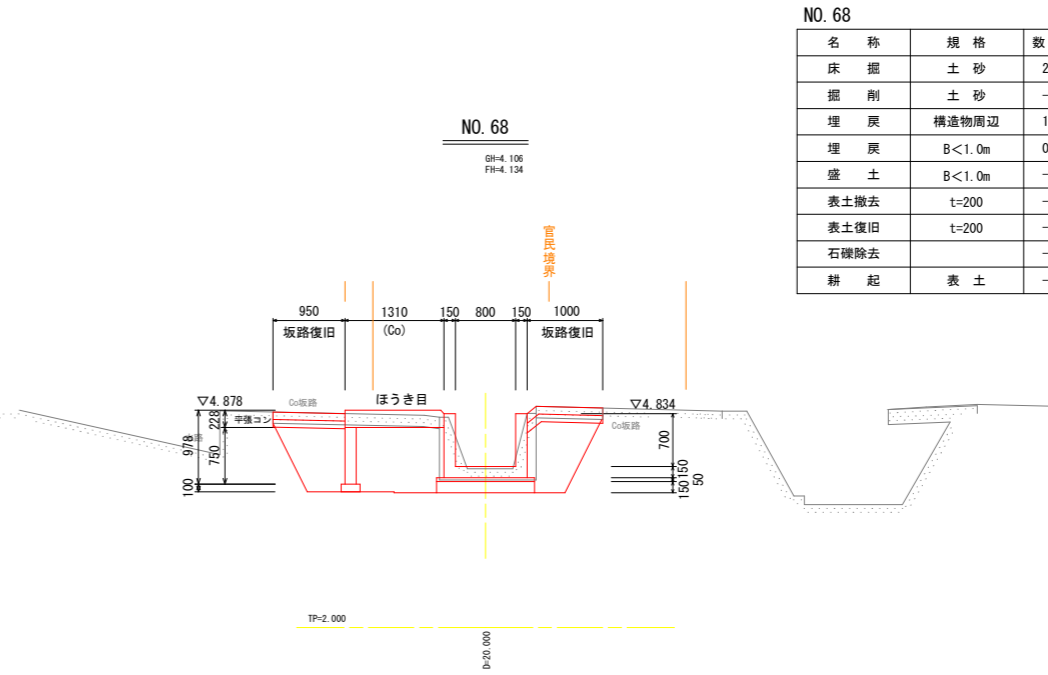 NO. 68
名 称 規 格 数
床 掘 土 砂 2
掘 削 土 砂 -
埋 戻 構造物周辺 1
埋 戻 B<1.0m 0
盛 土 B<1.0m -
表土撤去 t=200 -
表土復旧 t=200 -
石礫除去 -
耕 起 表 土 -
NO. 68
GH=4.106
FH=4.134
官民境界
950 1310 150 800 150 1000
坂路復旧 (Co) 坂路復旧
▽4.878 Co坂路 ほうき目 ▽4.834
228 平張コン Co坂路
978 750 700
100 150 150 50
TP=2.000
D=20.000